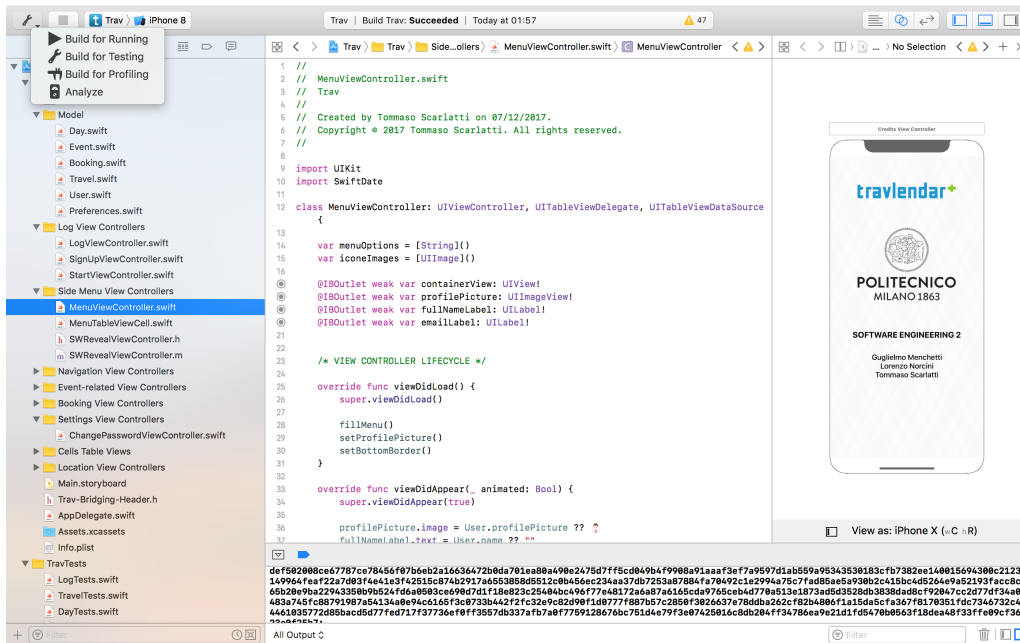 Trav iPhone 8
Trav | Build Trav: Succeeded | Today at 01:57
47
Build for Running
Build for Testing
Build for Profiling
Analyze
Model
Day.swift
Event.swift
Booking.swift
Travel.swift
User.swift
Preferences.swift
Log View Controllers
LogViewController.swift
SignUpViewController.swift
StartViewController.swift
Side Menu View Controllers
MenuViewController.swift
MenuTableViewCell.swift
SWRevealViewController.h
SWRevealViewController.m
Navigation View Controllers
Event-related View Controllers
Booking View Controllers
Settings View Controllers
ChangePasswordViewController.swift
Cells Table Views
Location View Controllers
Main.storyboard
Trav-Bridging-Header.h
AppDelegate.swift
Assets.xcassets
Info.plist
TravTests
LogTests.swift
TravelTests.swift
DayTests.swift
Filter
Trav Trav Side...ollers MenuViewController.swift C MenuViewController
1 //
2 // MenuViewController.swift
3 // Trav
4 //
5 // Created by Tommaso Scarlatti on 07/12/2017.
6 // Copyright © 2017 Tommaso Scarlatti. All rights reserved.
7 //
8
9 import UIKit
10 import SwiftDate
11
12 class MenuViewController: UIViewController, UITableViewDelegate, UITableViewDataSource
{
13
14 var menuOptions = [String]()
15 var iconeImages = [UIImage]()
16
@IBOutlet weak var containerView: UIView!
@IBOutlet weak var profilePicture: UIImageView!
@IBOutlet weak var fullNameLabel: UILabel!
@IBOutlet weak var emailLabel: UILabel!
21
22
23 /* VIEW CONTROLLER LIFECYCLE */
24
25 override func viewDidLoad() {
26 super.viewDidLoad()
27
28 fillMenu()
29 setProfilePicture()
30 setBottomBorder()
31 }
32
33 override func viewDidAppear(_ animated: Bool) {
34 super.viewDidAppear(true)
35
36 profilePicture.image = User.profilePicture ??
37 fullNameLabel.text = User.name ?? ""
... No Selection
Credits View Controller
travlendar+
POLITECNICO
MILANO 1863
SOFTWARE ENGINEERING 2
Guglielmo Menchetti
Lorenzo Norcini
Tommaso Scarlatti
View as: iPhone X (wC hR)
All Output
Filter